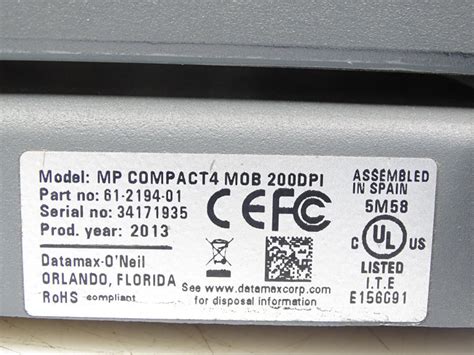 Model: MP COMPACT4 MOB 200DPI
Part no: 61-2194-01
Serial no: 34171935
Prod. year: 2013
CE FC
ASSEMBLED
IN SPAIN
5M58
C UL US
LISTED
I.T.E
E156G91
Datamax-O'Neil
ORLANDO, FLORIDA
RoHS compliant
See www.datamaxcorp.com
for disposal information